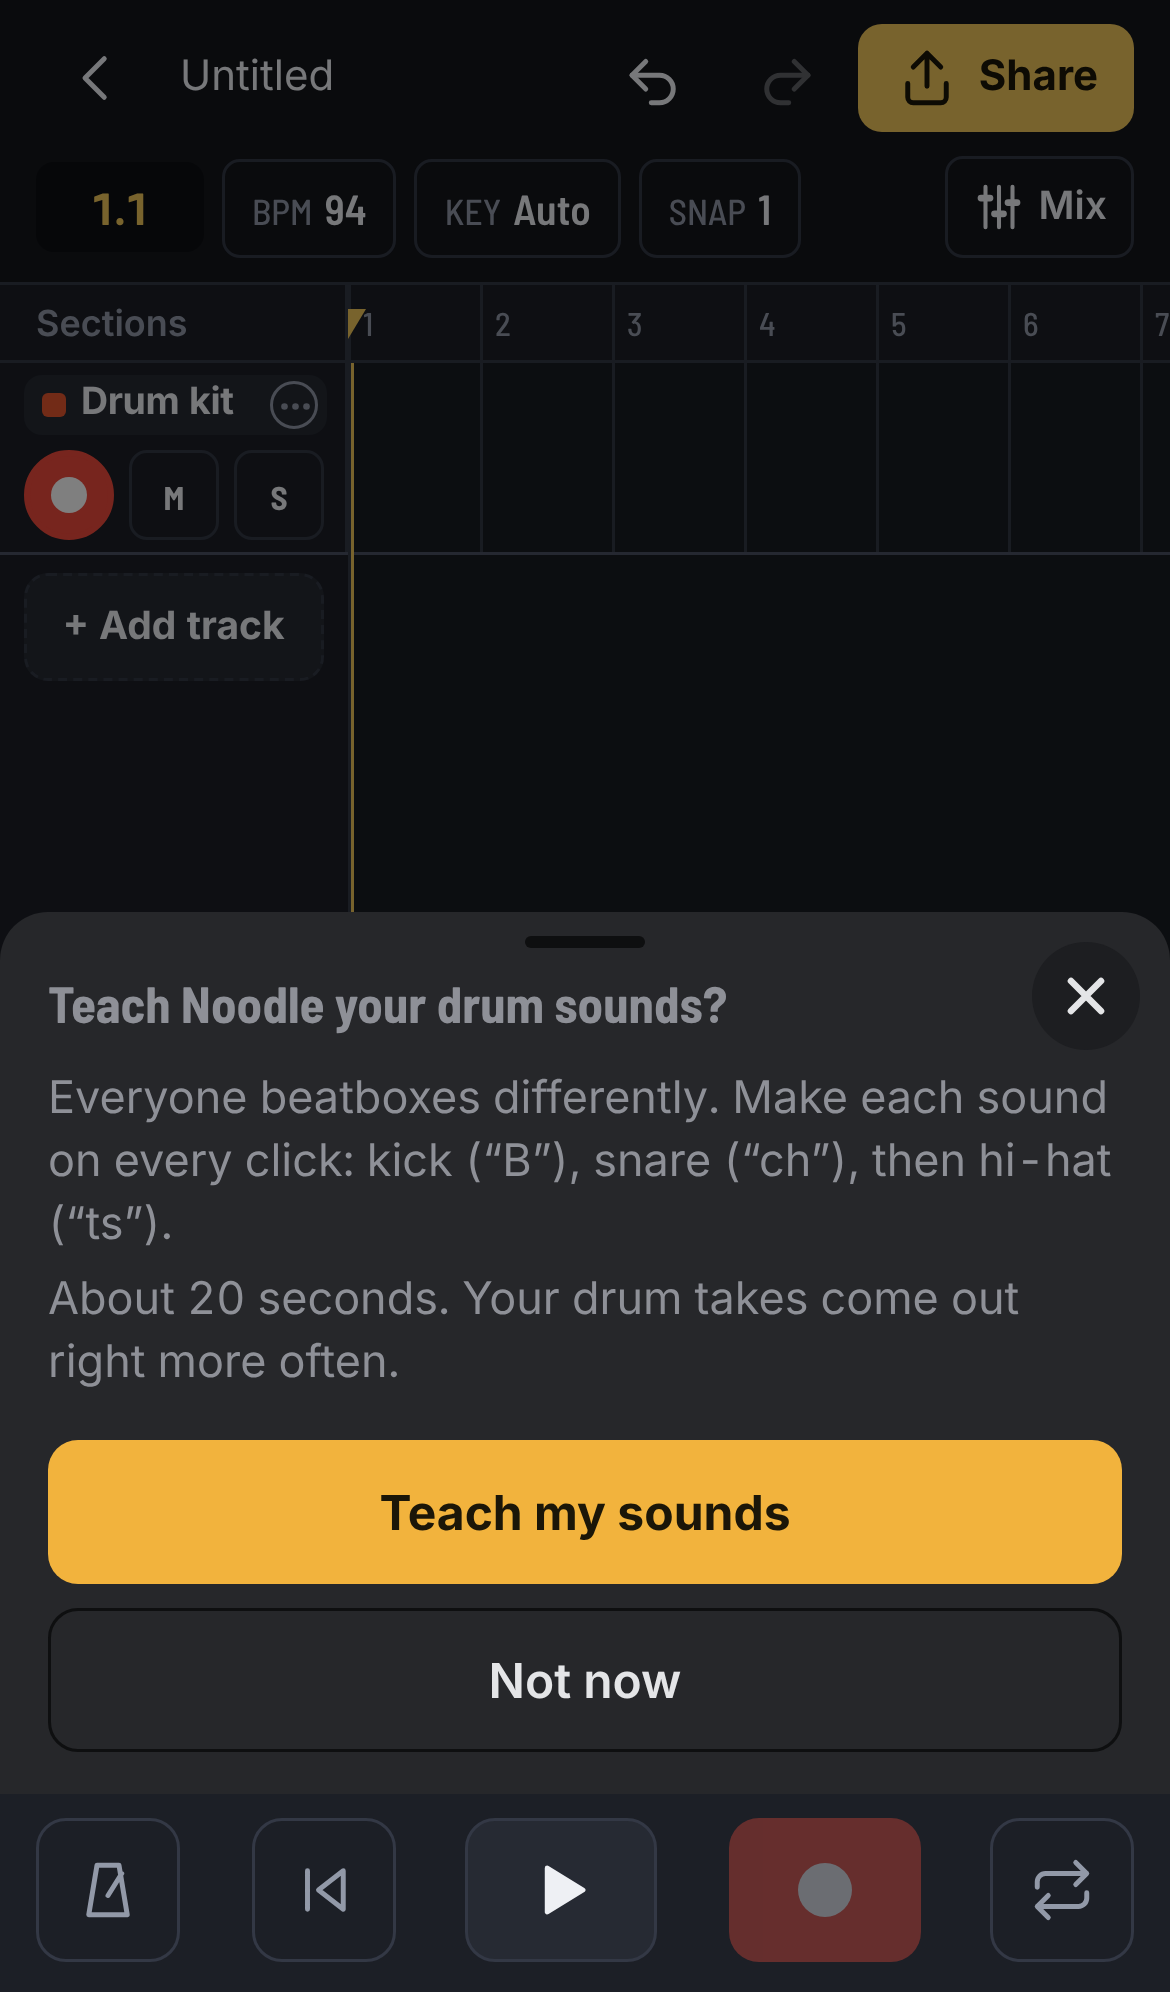 Untitled
Share
1.1
BPM 94
KEY Auto
SNAP 1
Mix
Sections
1 2 3 4 5 6 7
Drum kit
M
S
+ Add track
Teach Noodle your drum sounds?
Everyone beatboxes differently. Make each sound
on every click: kick (“B”), snare (“ch”), then hi-hat
(“ts”).
About 20 seconds. Your drum takes come out
right more often.
Teach my sounds
Not now